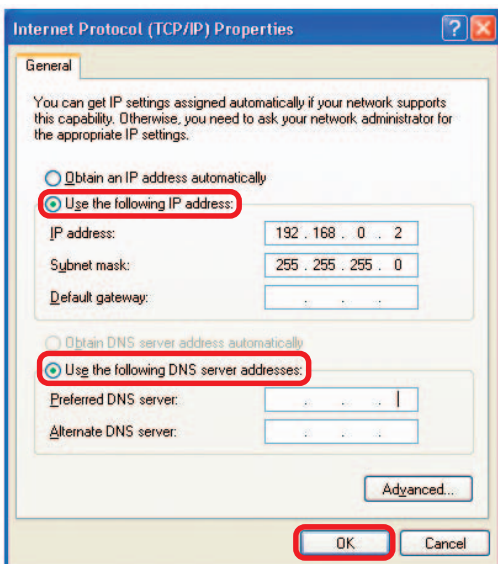 Internet Protocol (TCP/IP) Properties
General
You can get IP settings assigned automatically if your network supports
this capability. Otherwise, you need to ask your network administrator for
the appropriate IP settings.
Obtain an IP address automatically
Use the following IP address:
IP address: 192 . 168 . 0 . 2
Subnet mask: 255 . 255 . 255 . 0
Default gateway: . . .
Obtain DNS server address automatically
Use the following DNS server addresses:
Preferred DNS server: . . .
Alternate DNS server: . . .
Advanced...
OK Cancel